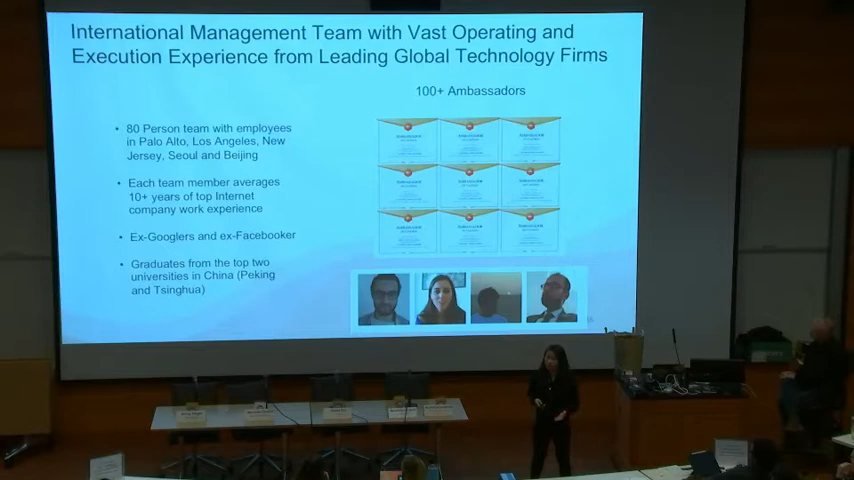 International Management Team with Vast Operating and
Execution Experience from Leading Global Technology Firms
100+ Ambassadors
• 80 Person team with employees
in Palo Alto, Los Angeles, New
Jersey, Seoul and Beijing
• Each team member averages
10+ years of top Internet
company work experience
• Ex-Googlers and ex-Facebooker
• Graduates from the top two
universities in China (Peking
and Tsinghua)